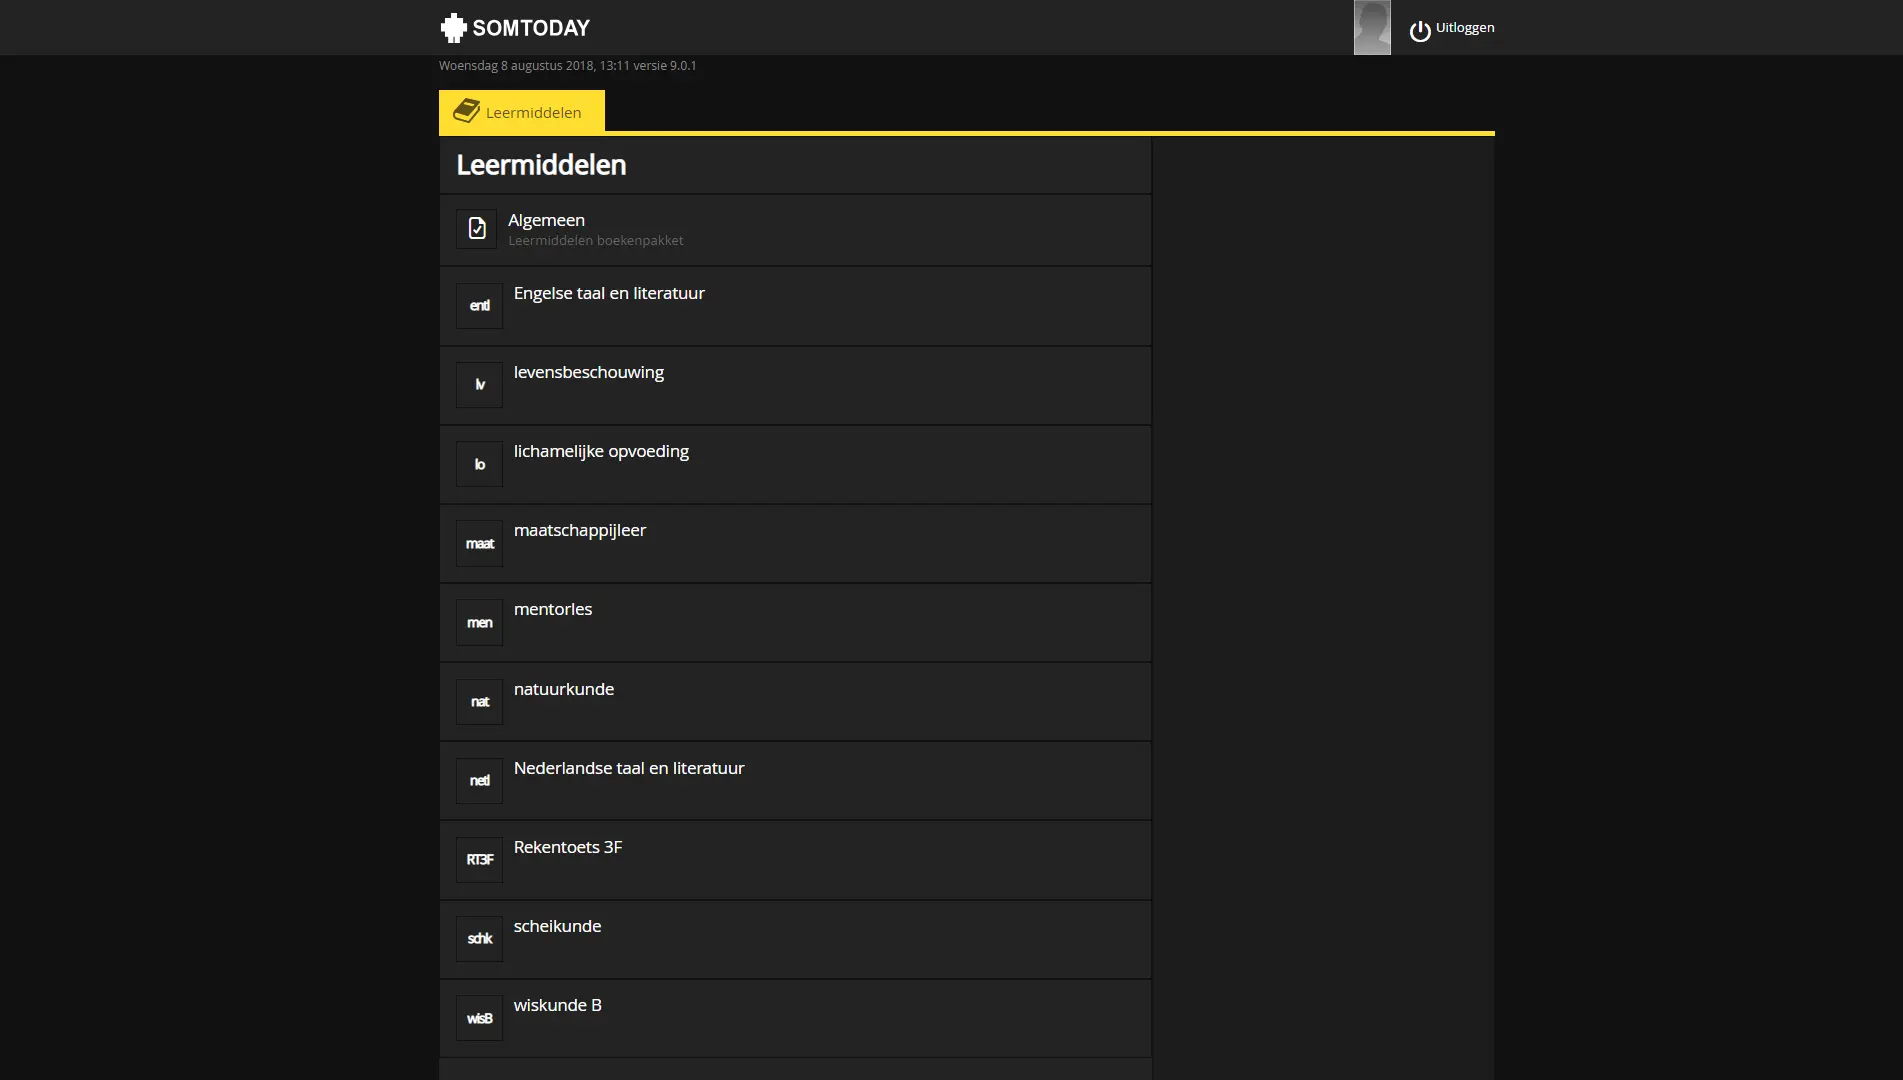 SOMTODAY
Uitloggen
Woensdag 8 augustus 2018, 13:11 versie 9.0.1
Leermiddelen
Leermiddelen
Algemeen
Leermiddelen boekenpakket
entl
Engelse taal en literatuur
lv
levensbeschouwing
lo
lichamelijke opvoeding
maat
maatschappijleer
men
mentorles
nat
natuurkunde
netl
Nederlandse taal en literatuur
RT3F
Rekentoets 3F
schk
scheikunde
wisB
wiskunde B